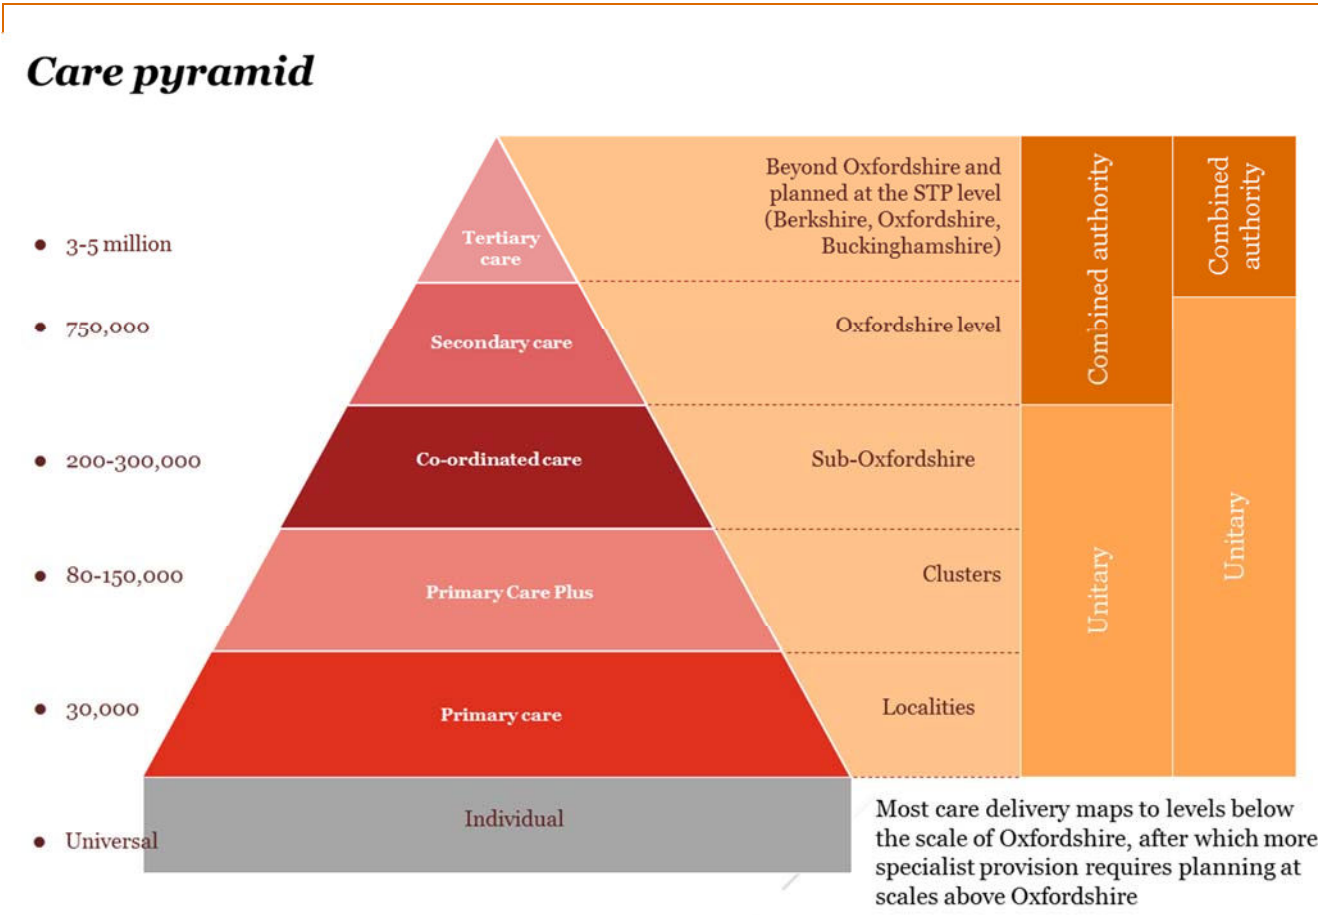 Care pyramid
Beyond Oxfordshire and
planned at the STP level
(Berkshire, Oxfordshire,
Buckinghamshire)
Combined authority
Combined
authority
• 3-5 million
Tertiary
care
• 750,000
Secondary care
Oxfordshire level
• 200-300,000
Co-ordinated care
Sub-Oxfordshire
• 80-150,000
Primary Care Plus
Clusters
Unitary
Unitary
• 30,000
Primary care
Localities
Individual
• Universal
Most care delivery maps to levels below
the scale of Oxfordshire, after which more
specialist provision requires planning at
scales above Oxfordshire